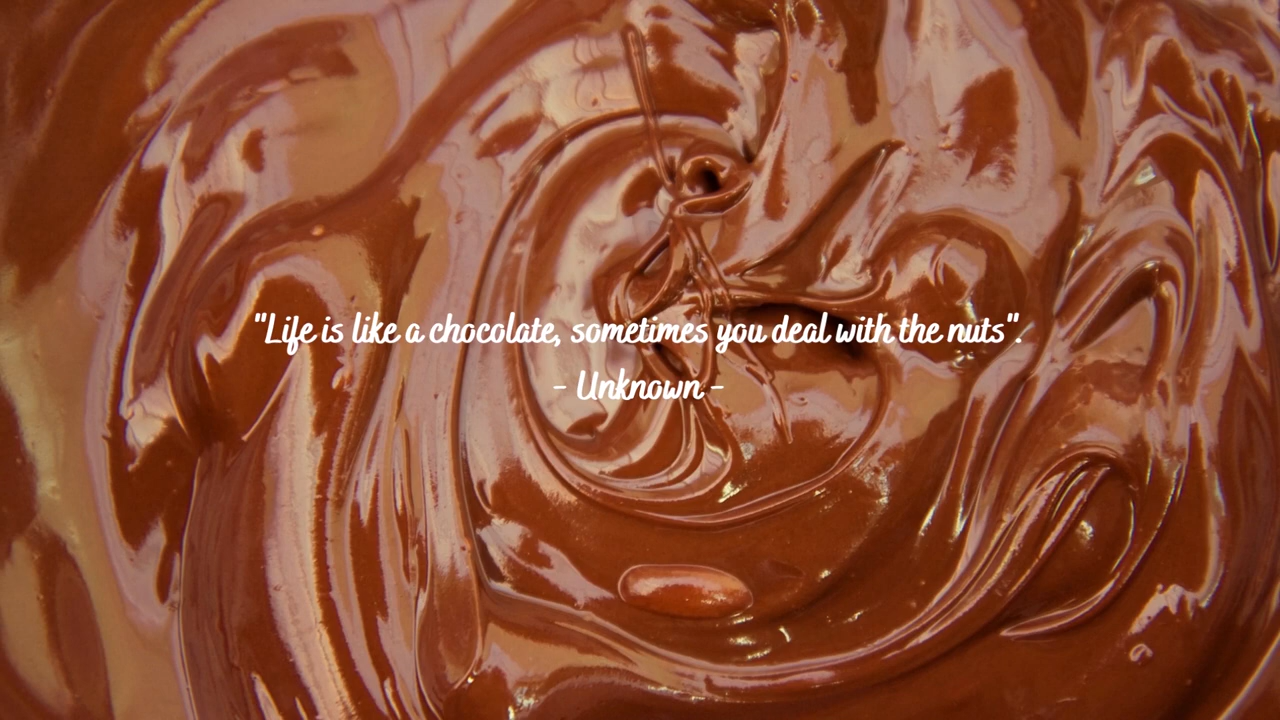 "Life is like a chocolate, sometimes you deal with the nuts".
- Unknown -